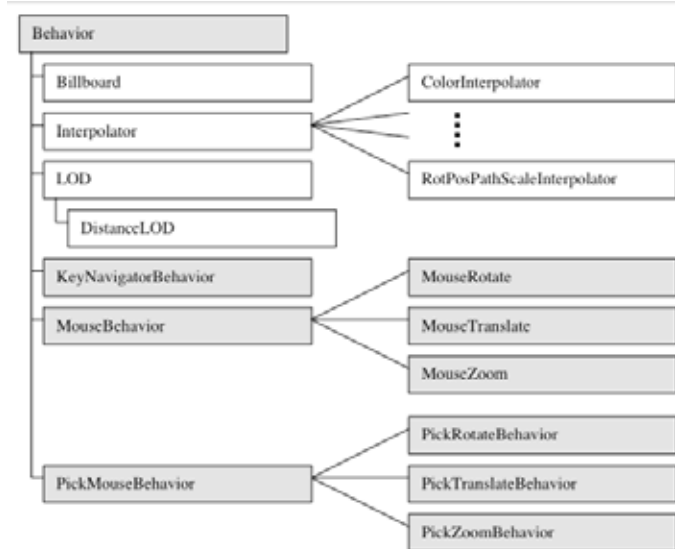 Behavior
Billboard
ColorInterpolator
Interpolator
LOD
RotPosPathScaleInterpolator
DistanceLOD
KeyNavigatorBehavior
MouseRotate
MouseBehavior
MouseTranslate
MouseZoom
PickRotateBehavior
PickMouseBehavior
PickTranslateBehavior
PickZoomBehavior